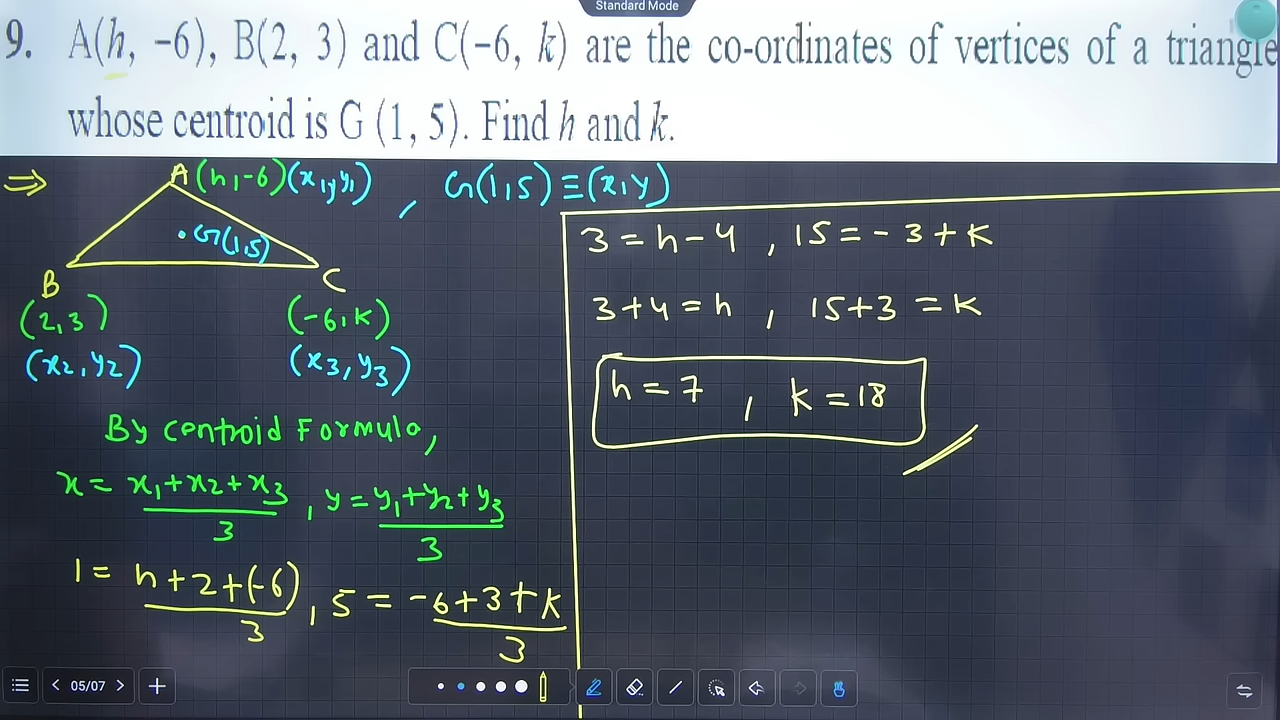 Standard Mode
9. A(h, -6), B(2, 3) and C(-6, k) are the co-ordinates of vertices of a triangle
whose centroid is G (1, 5). Find h and k.
⇒ A(h,-6)(x₁,y₁) , G(1,5)≡(x,y)
.G(1,5)
B C
(2,3) (-6,k)
(x₂,y₂) (x₃,y₃)
By centroid Formula,
x = x₁+x₂+x₃/3 , y = y₁+y₂+y₃/3
1 = h+2+(-6)/3 , 5 = -6+3+k/3
3 = h-4 , 15 = -3+k
3+4 = h , 15+3 = k
h = 7 , k = 18
05/07